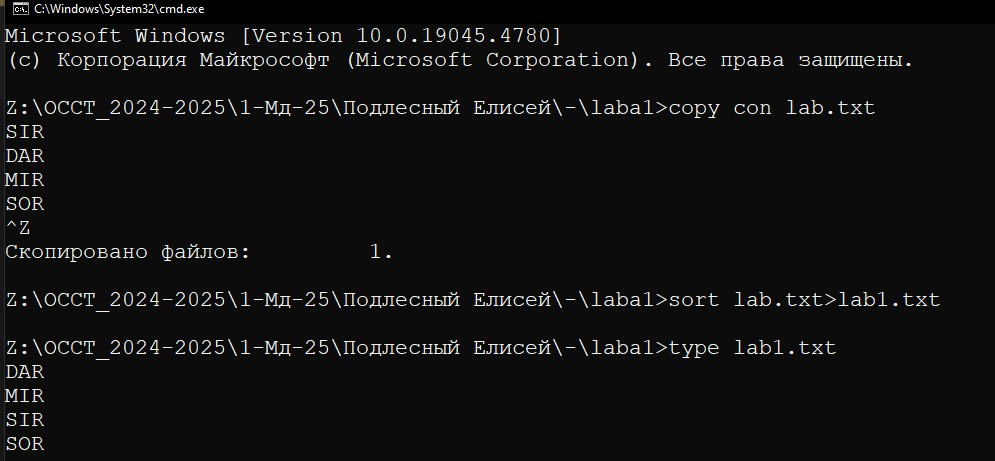 C:\Windows\System32\cmd.exe
Microsoft Windows [Version 10.0.19045.4780]
(c) Корпорация Майкрософт (Microsoft Corporation). Все права защищены.
Z:\ОССТ_2024-2025\1-Мд-25\Подлесный Елисей\-\laba1>copy con lab.txt
SIR
DAR
MIR
SOR
^Z
Скопировано файлов:         1.
Z:\ОССТ_2024-2025\1-Мд-25\Подлесный Елисей\-\laba1>sort lab.txt>lab1.txt
Z:\ОССТ_2024-2025\1-Мд-25\Подлесный Елисей\-\laba1>type lab1.txt
DAR
MIR
SIR
SOR